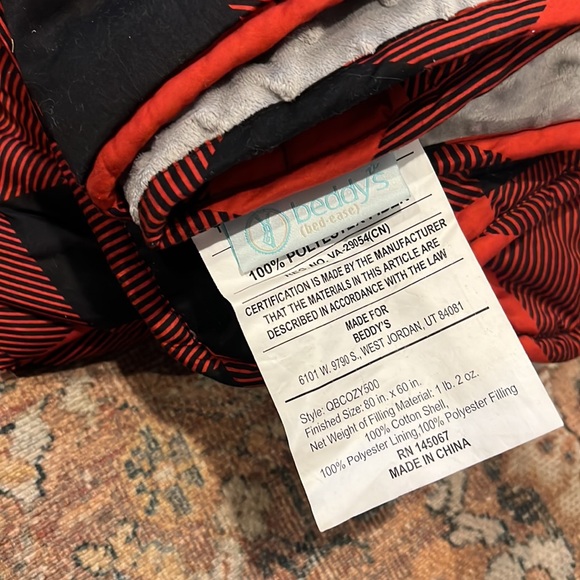 beddy's
(bed-ease)
100% POLYESTER FIBER
REG. NO. VA-29054(CN)
CERTIFICATION IS MADE BY THE MANUFACTURER
THAT THE MATERIALS IN THIS ARTICLE ARE
DESCRIBED IN ACCORDANCE WITH THE LAW
MADE FOR
BEDDY'S
6101 W. 9790 S., WEST JORDAN, UT 84081
Style: QBCOZY500
Finished Size: 80 in. x 60 in.
Net Weight of Filling Material: 1 lb. 2 oz.
100% Cotton Shell,
100% Polyester Lining,100% Polyester Filling
RN 145067
MADE IN CHINA